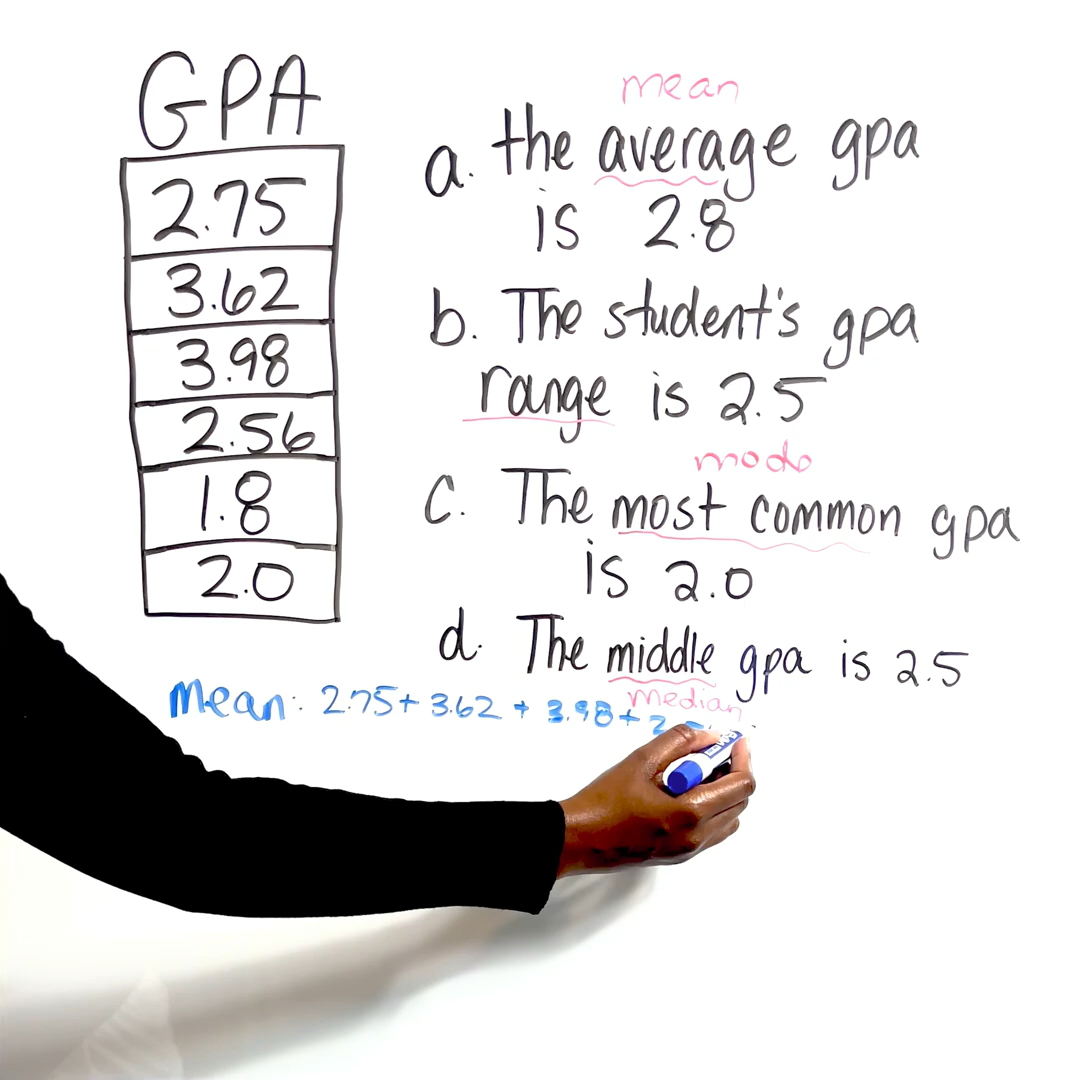 GPA
2.75
3.62
3.98
2.56
1.8
2.0
mean
a. the average gpa
is 2.8
b. The student's gpa
range is 2.5
mode
c. The most common gpa
is 2.0
d. The middle gpa is 2.5
median
mean: 2.75+ 3.62 + 3.98+